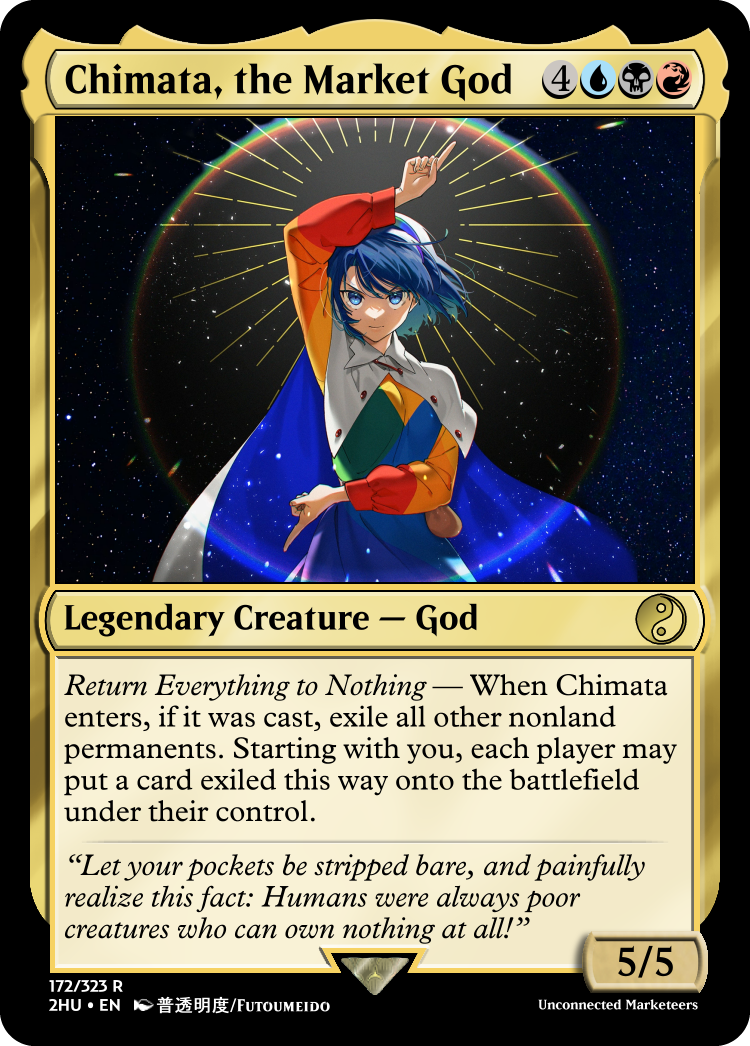 Chimata, the Market God 4
Legendary Creature — God
Return Everything to Nothing — When Chimata
enters, if it was cast, exile all other nonland
permanents. Starting with you, each player may
put a card exiled this way onto the battlefield
under their control.
“Let your pockets be stripped bare, and painfully
realize this fact: Humans were always poor
creatures who can own nothing at all!”
5/5
172/323 R
2HU • EN 普透明度/Futoumeido
Unconnected Marketeers